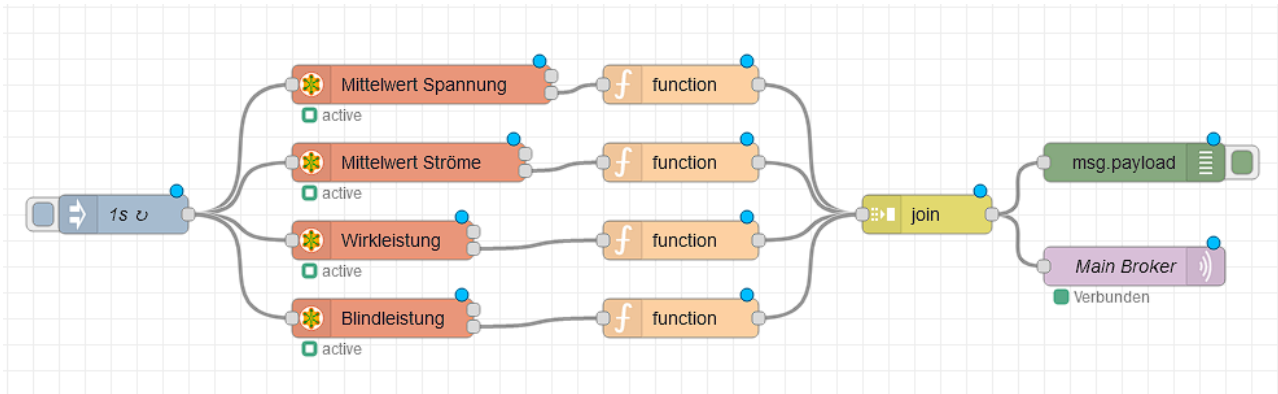 Mittelwert Spannung
function
active
Mittelwert Ströme
function
msg.payload
active
1s ↻
join
Wirkleistung
function
Main Broker
active
Verbunden
Blindleistung
function
active